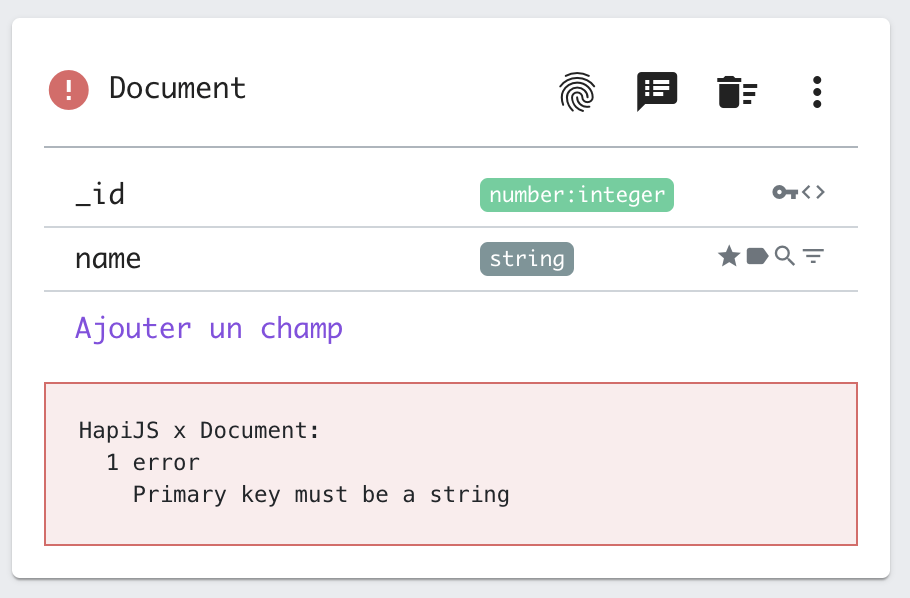 Document
_id number:integer
name string
Ajouter un champ
HapiJS x Document:
1 error
Primary key must be a string